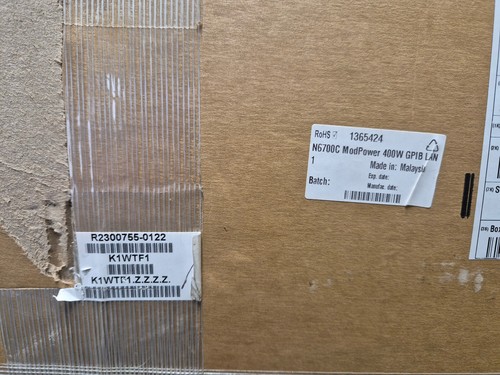 RoHS 1365424
N6700C ModPower 400W GPIB LAN
1
Made in: Malaysia
Exp. date:
Batch:
Manufac. date:
R2300755-0122
K1WTF1
K1WTF1.Z.Z.Z.Z.
Box